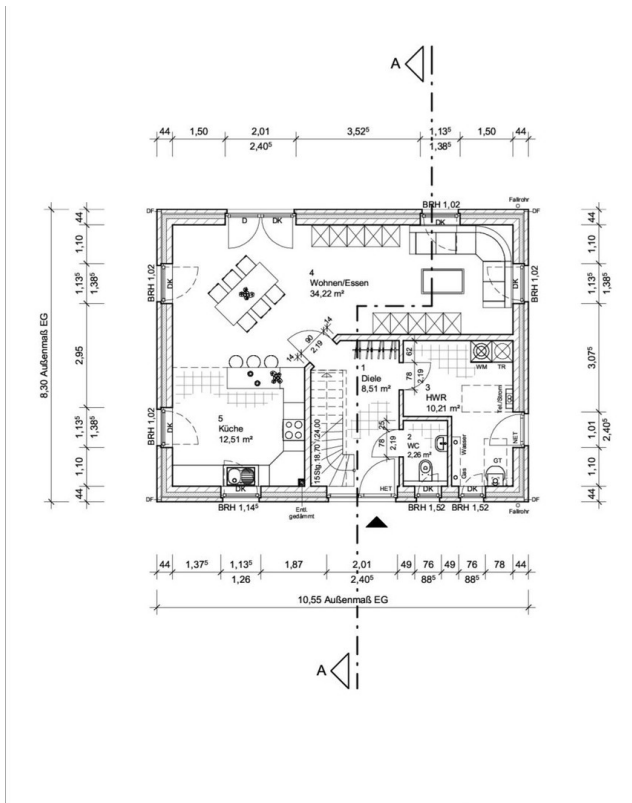 A
44 1,50 2,01 3,52⁵ 1,13⁵ 1,50 44
2,40⁵ 1,38⁵
BRH 1,02
Fallrohr
DF
DF
D
DK
DK
8,30 Außenmaß EG
44
1,10
1,13⁵
1,38⁵
2,95
1,13⁵
1,38⁵
1,10
44
BRH 1,02
DK
BRH 1,02
DK
4
Wohnen/Essen
34,22 m²
DK
BRH 1,02
44
1,10
1,13⁵
1,38⁵
3,07⁵
1,01
2,40⁵
1,10
44
14
90
2,19
14
1
Diele
8,51 m²
62
78
2,19
WM
TR
3
HWR
10,21 m²
Tel./Strom
5
Küche
12,51 m²
15Stg.18,70 / 24,00
25
78
2,19
2
WC
2,26 m²
Wasser
Gas
GT
NET
HET
DF
DK
DK
DK
DF
BRH 1,14⁵
Entl.
gedämmt
BRH 1,52
BRH 1,52
Fallrohr
44 1,37⁵ 1,13⁵ 1,87 2,01 49 76 49 76 78 44
1,26 2,40⁵ 88⁵ 88⁵
10,55 Außenmaß EG
A